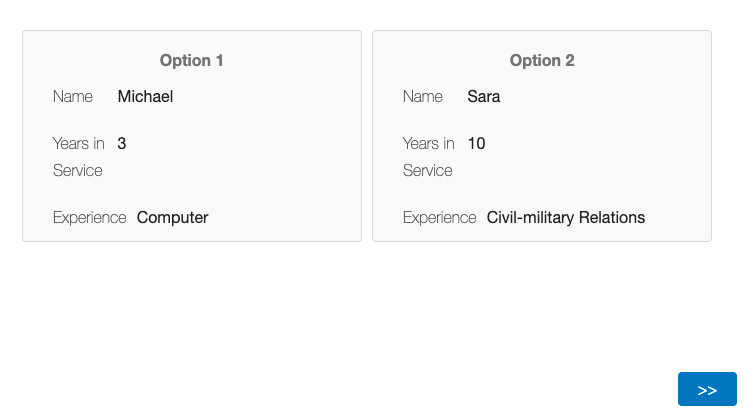 Option 1
Name Michael
Years in 3
Service
Experience Computer
Option 2
Name Sara
Years in 10
Service
Experience Civil-military Relations
>>